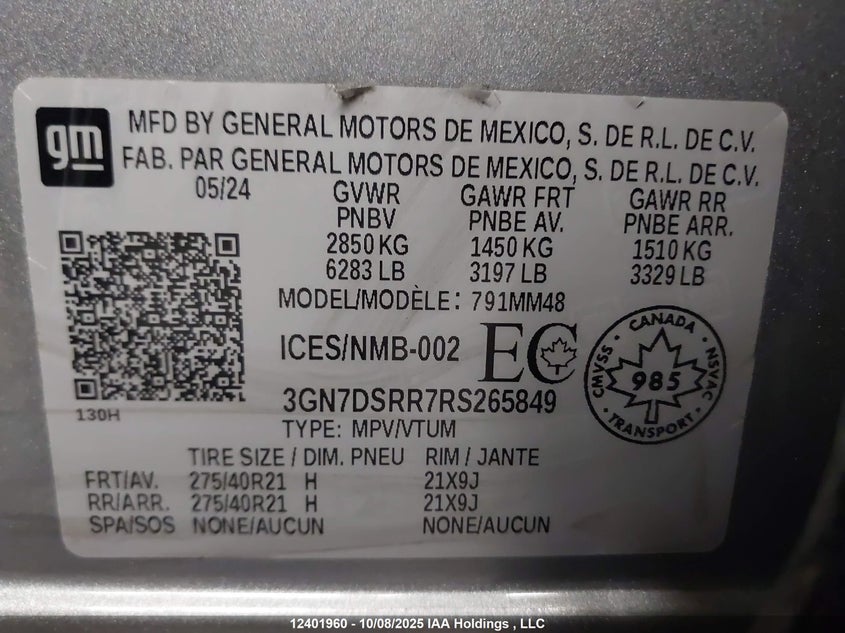 gm
MFD BY GENERAL MOTORS DE MEXICO, S. DE R.L. DE C.V.
FAB. PAR GENERAL MOTORS DE MEXICO, S. DE R.L. DE C.V.
05/24 GVWR GAWR FRT GAWR RR
PNBV PNBE AV. PNBE ARR.
2850 KG 1450 KG 1510 KG
6283 LB 3197 LB 3329 LB
MODEL/MODÈLE: 791MM48
ICES/NMB-002 EC
CANADA
CMVSS 985 NSVAC
TRANSPORT
3GN7DSRR7RS265849
130H
TYPE: MPV/VTUM
TIRE SIZE / DIM. PNEU RIM / JANTE
FRT/AV. 275/40R21 H 21X9J
RR/ARR. 275/40R21 H 21X9J
SPA/SOS NONE/AUCUN NONE/AUCUN
12401960 - 10/08/2025 IAA Holdings , LLC